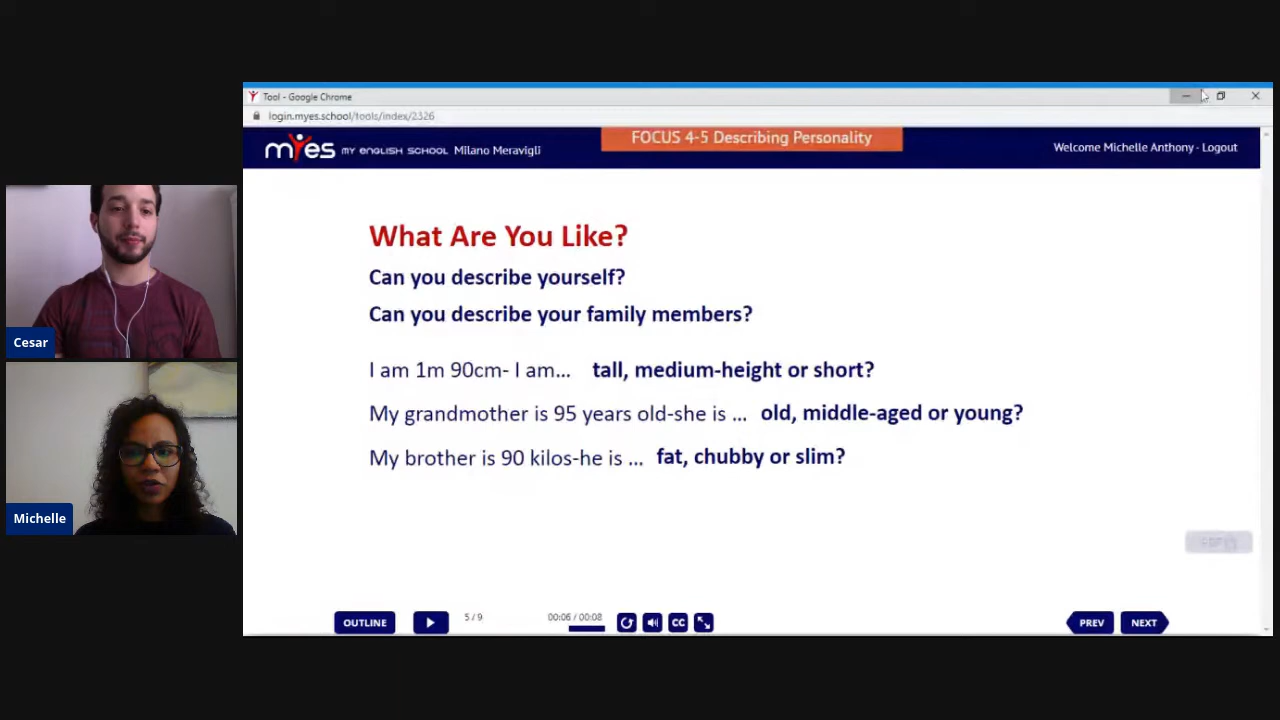 Tool - Google Chrome
login.myes.school/tools/index/2326
myes MY ENGLISH SCHOOL Milano Meravigli
FOCUS 4-5 Describing Personality
Welcome Michelle Anthony - Logout
What Are You Like?
Can you describe yourself?
Can you describe your family members?
I am 1m 90cm- I am... tall, medium-height or short?
My grandmother is 95 years old-she is ... old, middle-aged or young?
My brother is 90 kilos-he is ... fat, chubby or slim?
Cesar
Michelle
OUTLINE
5 / 9
00:06 / 00:08
CC
PREV
NEXT